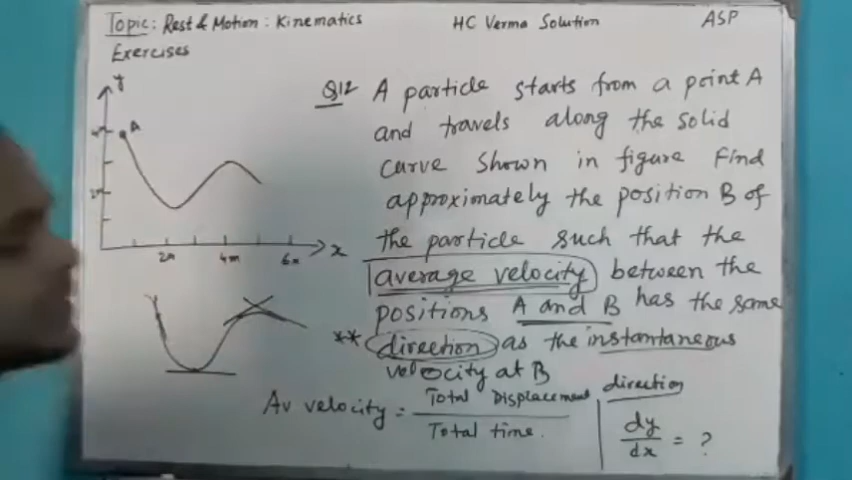 Topic: Rest & Motion: Kinematics
HC Verma Solution
ASP
Exercises
Q12 A particle starts from a point A
and travels along the solid
curve shown in figure Find
approximately the position B of
the particle such that the
average velocity between the
positions A and B has the same
** direction as the instantaneous
velocity at B
Av velocity = Total Displacement
Total time.
direction
dy
dx = ?
A
x
2m
4m